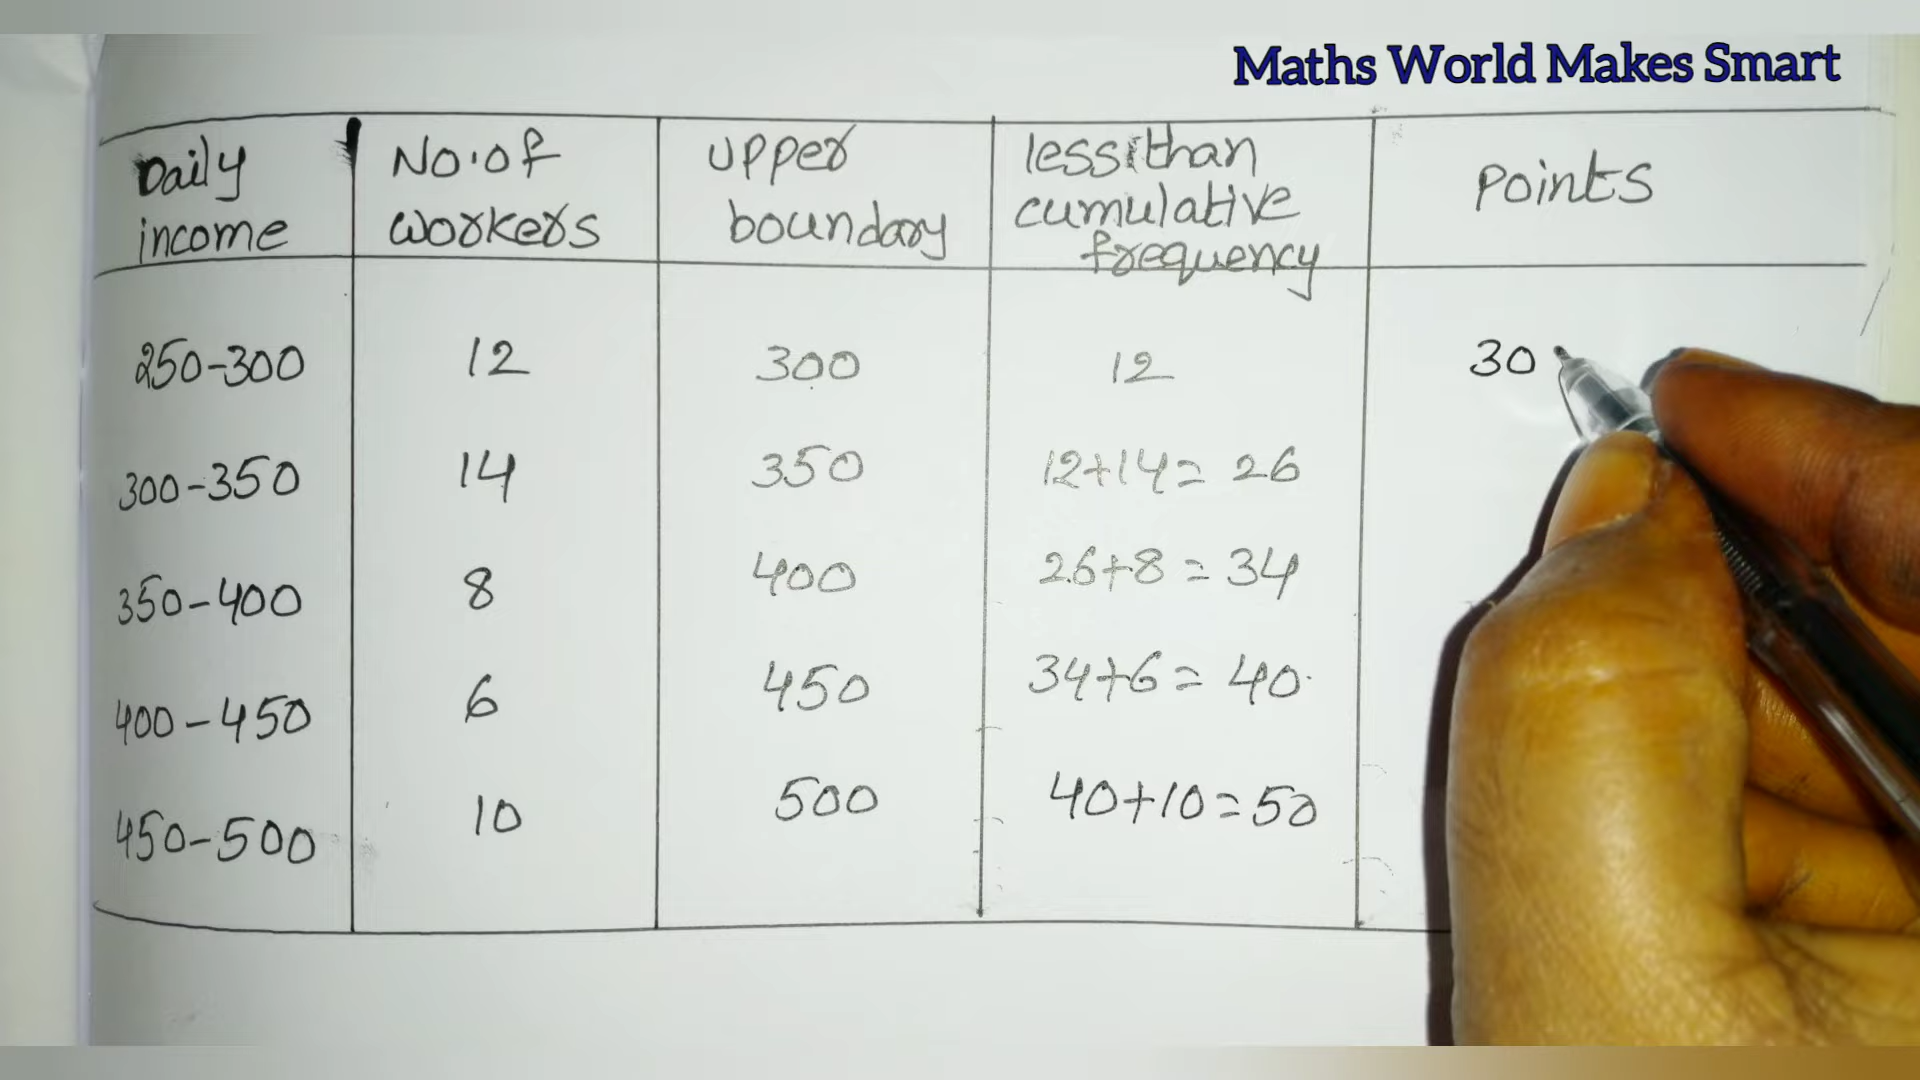 Maths World Makes Smart
Daily income
No. of workers
upper boundary
less than cumulative frequency
points
250-300 12 300 12 30
300-350 14 350 12+14= 26
350-400 8 400 26+8 = 34
400-450 6 450 34+6 = 40
450-500 10 500 40+10=50